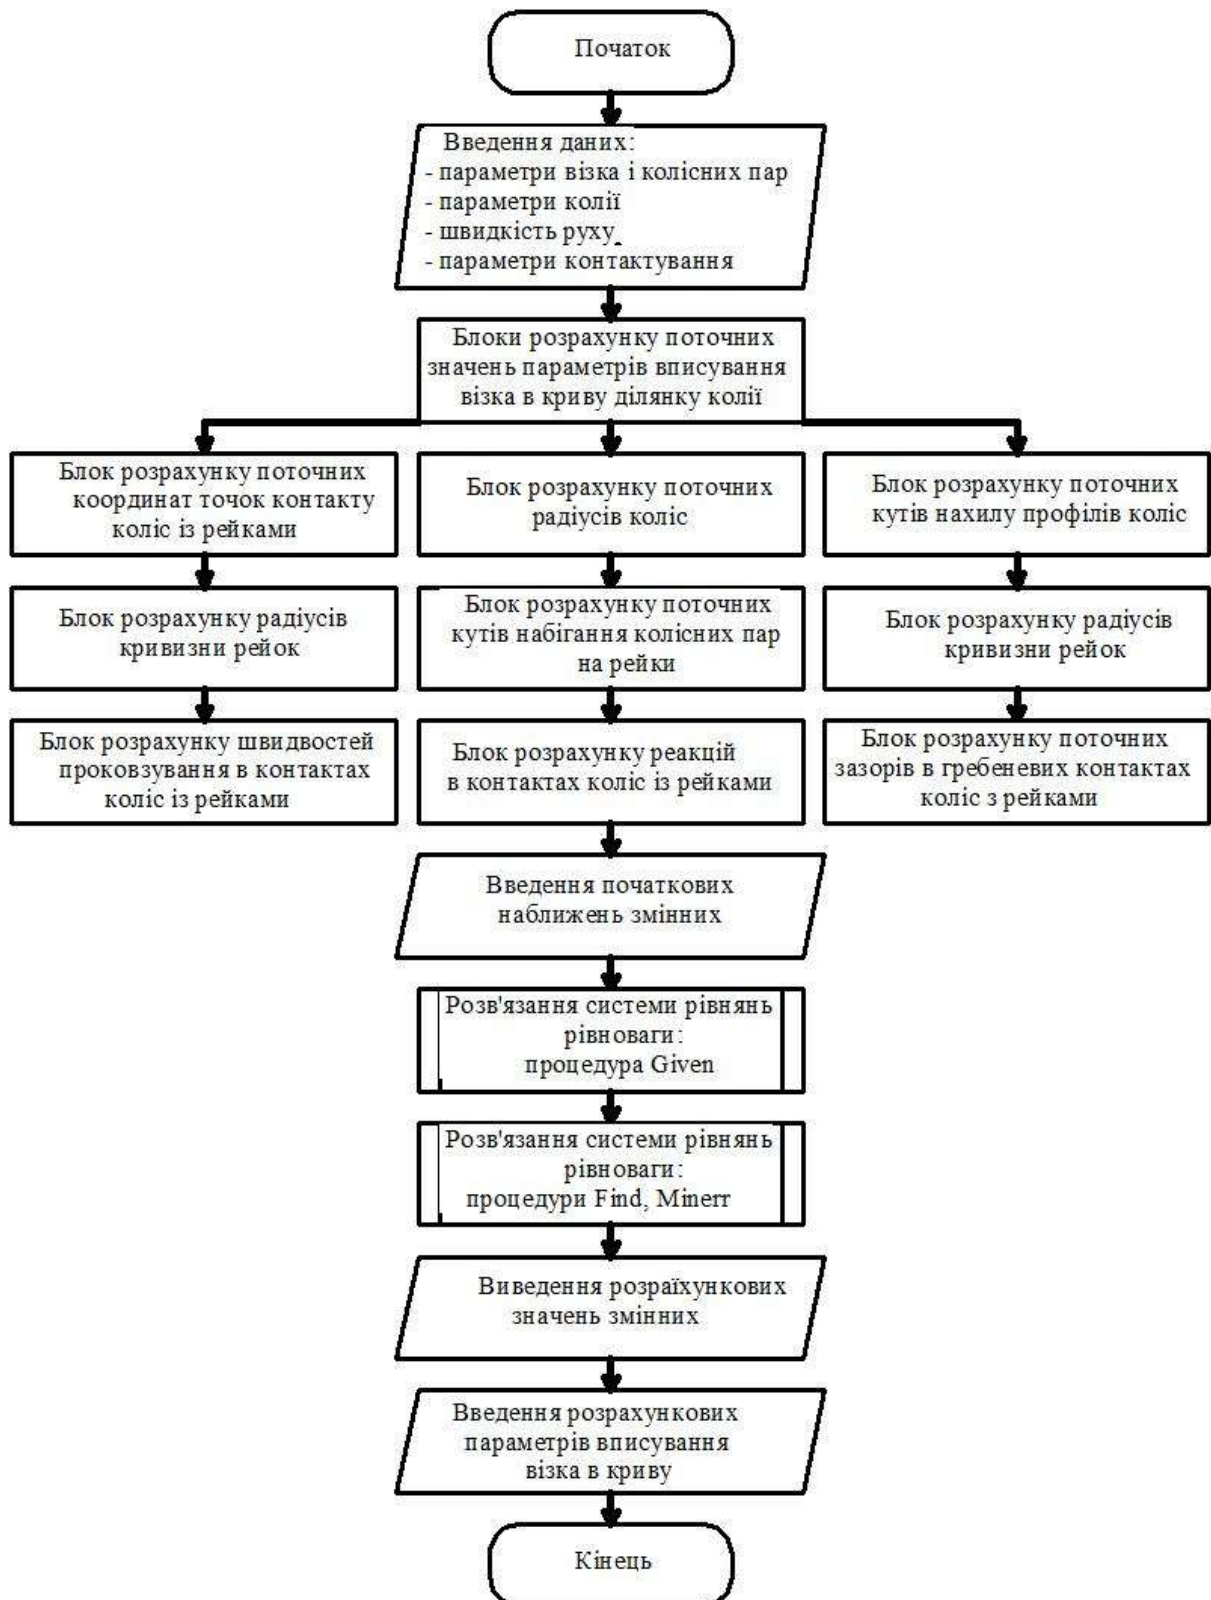 Початок
Введення даних:
- параметри візка і колісних пар
- параметри колії
- швидкість руху
- параметри контактування
Блоки розрахунку поточних
значень параметрів вписування
візка в криву ділянку колії
Блок розрахунку поточних
координат точок контакту
коліс із рейками
Блок розрахунку поточних
радіусів коліс
Блок розрахунку поточних
кутів нахилу профілів коліс
Блок розрахунку радіусів
кривизни рейок
Блок розрахунку поточних
кутів набігання колісних пар
на рейки
Блок розрахунку радіусів
кривизни рейок
Блок розрахунку швидвостей
проковзування в контактах
коліс із рейками
Блок розрахунку реакцій
в контактах коліс із рейками
Блок розрахунку поточних
зазорів в гребеневих контактах
коліс з рейками
Введення початкових
наближень змінних
Розв'язання системи рівнянь
рівноваги:
процедура Given
Розв'язання системи рівнянь
рівноваги:
процедури Find, Minerr
Виведення розраїхункових
значень змінних
Введення розрахункових
параметрів вписування
візка в криву
Кінець